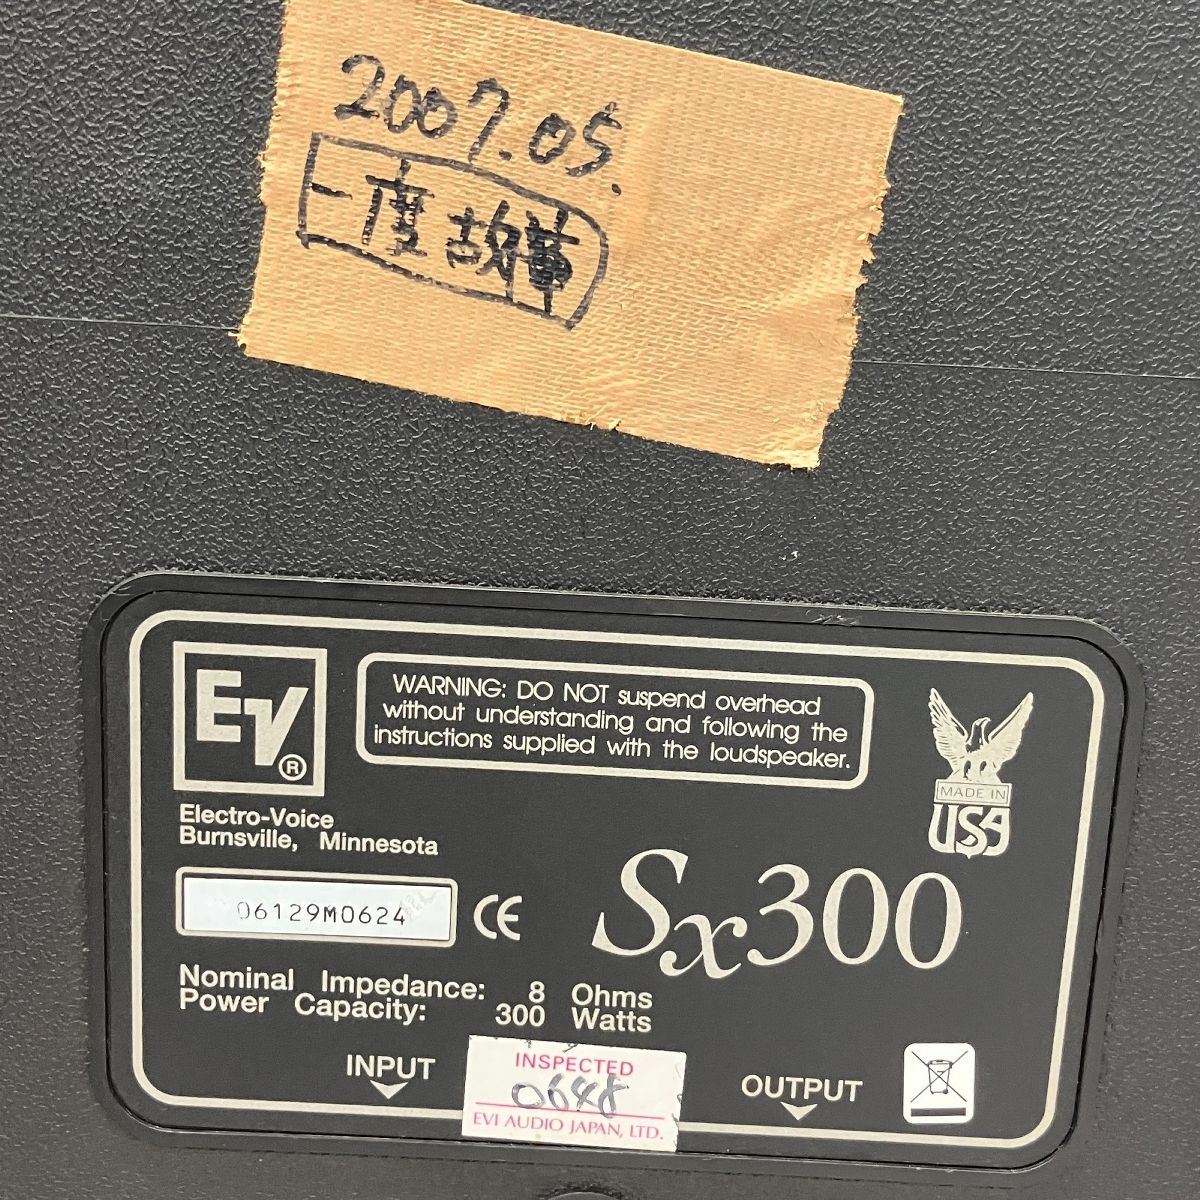 2007.05.
一度故障
EV®
WARNING: DO NOT suspend overhead
without understanding and following the
instructions supplied with the loudspeaker.
MADE IN
USA
Electro-Voice
Burnsville, Minnesota
06129M0624
CE
Sx300
Nominal Impedance: 8 Ohms
Power Capacity: 300 Watts
INPUT
INSPECTED
0648
EVI AUDIO JAPAN, LTD.
OUTPUT